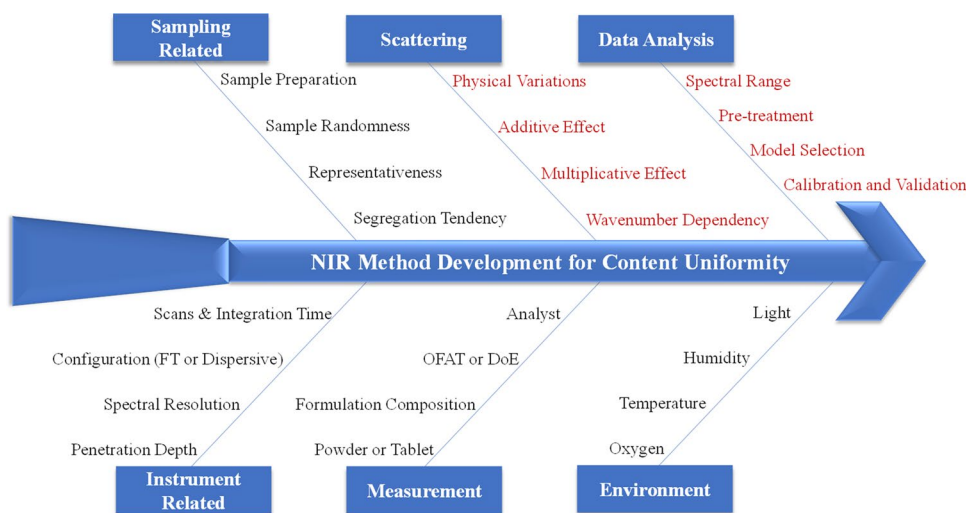 Sampling
Related
Scattering
Data Analysis
Sample Preparation
Sample Randomness
Representativeness
Segregation Tendency
Physical Variations
Additive Effect
Multiplicative Effect
Wavenumber Dependency
Spectral Range
Pre-treatment
Model Selection
Calibration and Validation
NIR Method Development for Content Uniformity
Scans & Integration Time
Configuration (FT or Dispersive)
Spectral Resolution
Penetration Depth
Analyst
OFAT or DoE
Formulation Composition
Powder or Tablet
Light
Humidity
Temperature
Oxygen
Instrument
Related
Measurement
Environment